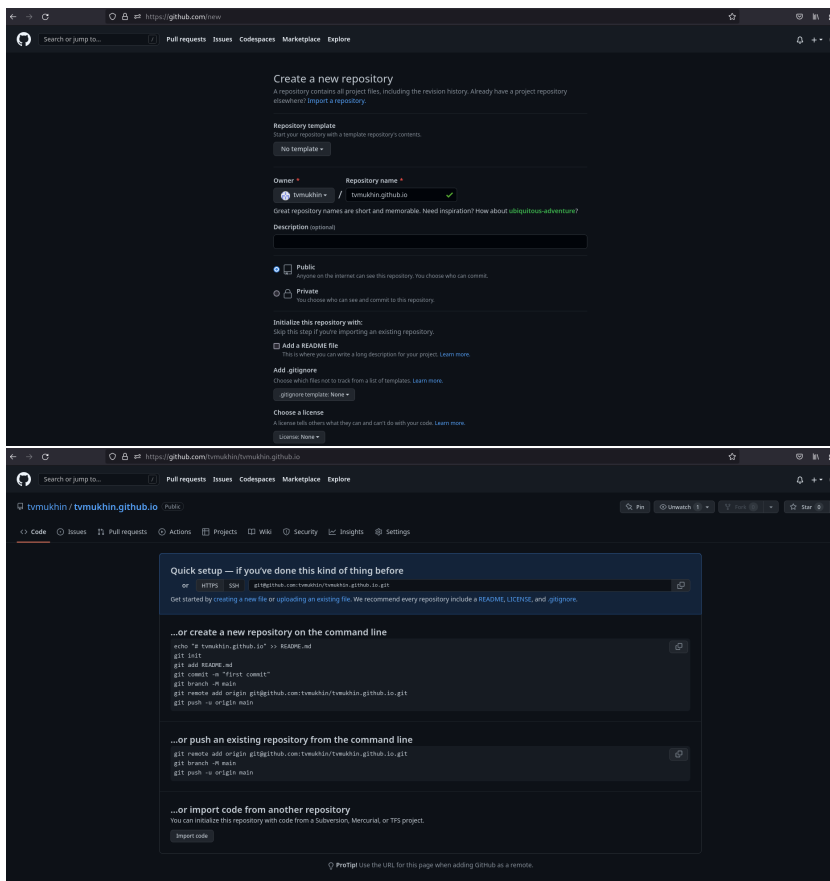 https://github.com/new
Search or jump to... / Pull requests Issues Codespaces Marketplace Explore
Create a new repository
A repository contains all project files, including the revision history. Already have a project repository
elsewhere? Import a repository.
Repository template
Start your repository with a template repository's contents.
No template
Owner * Repository name *
tvmukhin / tvmukhin.github.io
Great repository names are short and memorable. Need inspiration? How about ubiquitous-adventure?
Description (optional)
Public
Anyone on the internet can see this repository. You choose who can commit.
Private
You choose who can see and commit to this repository.
Initialize this repository with:
Skip this step if you're importing an existing repository.
Add a README file
This is where you can write a long description for your project. Learn more.
Add .gitignore
Choose which files not to track from a list of templates. Learn more.
.gitignore template: None
Choose a license
A license tells others what they can and can't do with your code. Learn more.
License: None
https://github.com/tvmukhin/tvmukhin.github.io
Search or jump to... / Pull requests Issues Codespaces Marketplace Explore
tvmukhin / tvmukhin.github.io Public Pin Unwatch 1 Fork 0 Star 0
Code Issues Pull requests Actions Projects Wiki Security Insights Settings
Quick setup — if you've done this kind of thing before
or HTTPS SSH git@github.com:tvmukhin/tvmukhin.github.io.git
Get started by creating a new file or uploading an existing file. We recommend every repository include a README, LICENSE, and .gitignore.
...or create a new repository on the command line
echo "# tvmukhin.github.io" >> README.md
git init
git add README.md
git commit -m "first commit"
git branch -M main
git remote add origin git@github.com:tvmukhin/tvmukhin.github.io.git
git push -u origin main
...or push an existing repository from the command line
git remote add origin git@github.com:tvmukhin/tvmukhin.github.io.git
git branch -M main
git push -u origin main
...or import code from another repository
You can initialize this repository with code from a Subversion, Mercurial, or TFS project.
Import code
ProTip! Use the URL for this page when adding GitHub as a remote.